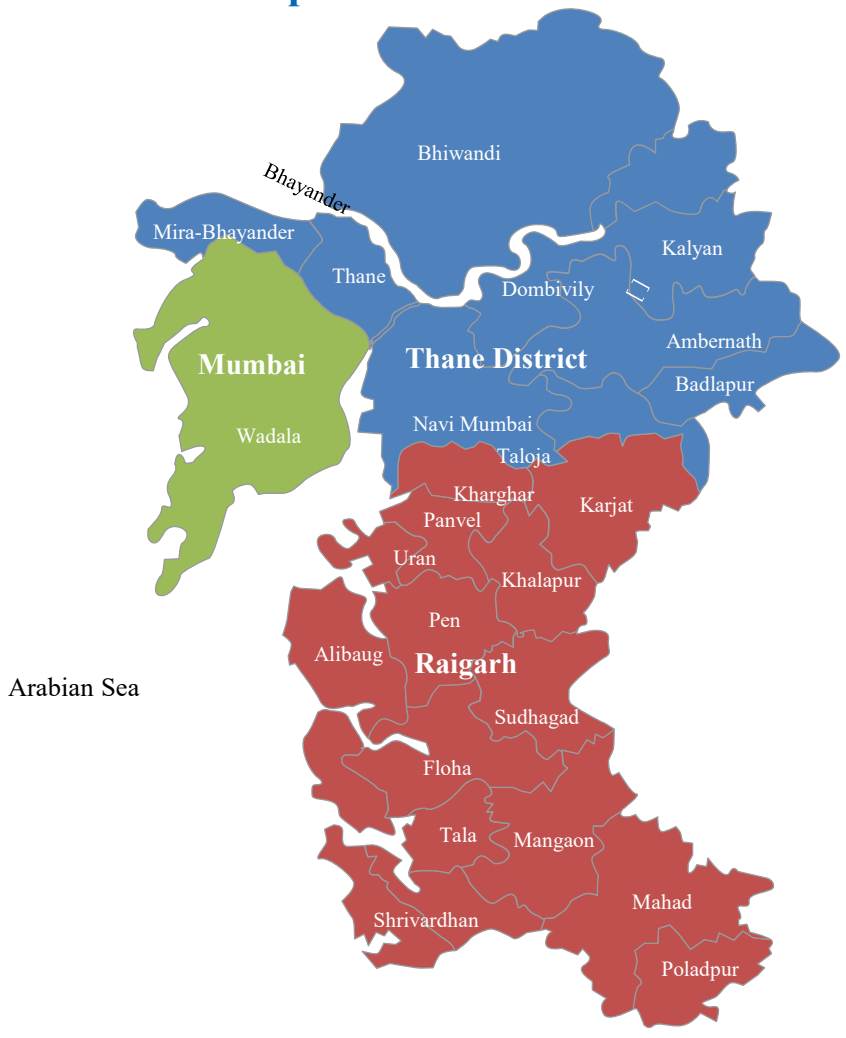 Bhiwandi
Bhayander
Mira-Bhayander
Kalyan
Thane
Dombivily
Ambernath
Mumbai
Thane District
Badlapur
Navi Mumbai
Wadala
Taloja
Kharghar
Karjat
Panvel
Uran
Khalapur
Pen
Alibaug
Raigarh
Arabian Sea
Sudhagad
Floha
Tala
Mangaon
Mahad
Shrivardhan
Poladpur